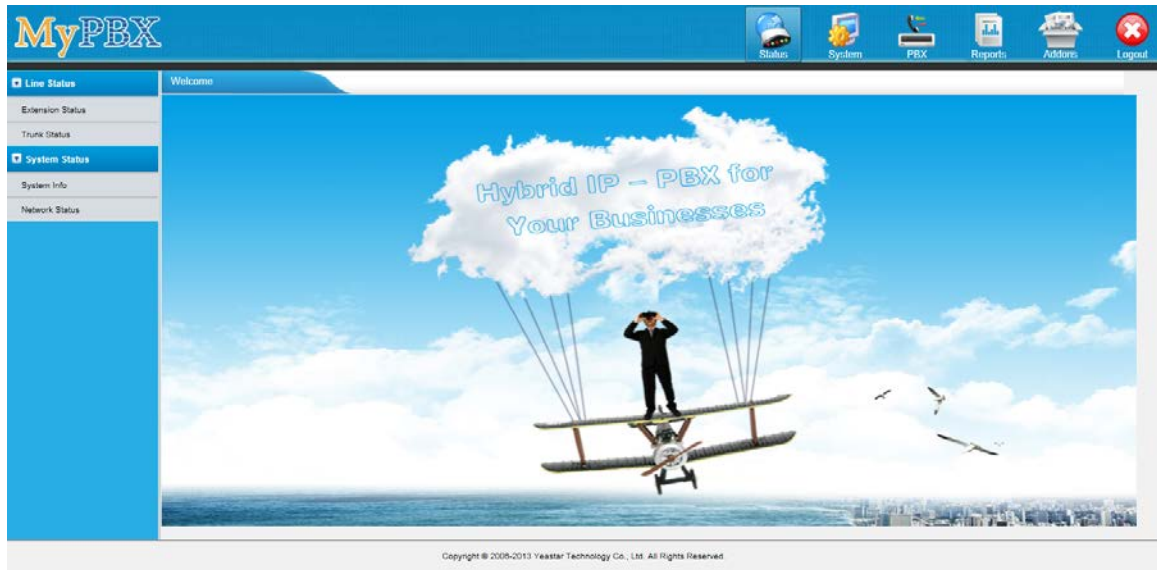 MyPBX
Status System PBX Reports Addons Logout
Line Status
Extension Status
Trunk Status
System Status
System Info
Network Status
Welcome
Hybrid IP – PBX for
Your Businesses
Copyright © 2006-2013 Yeastar Technology Co., Ltd. All Rights Reserved.